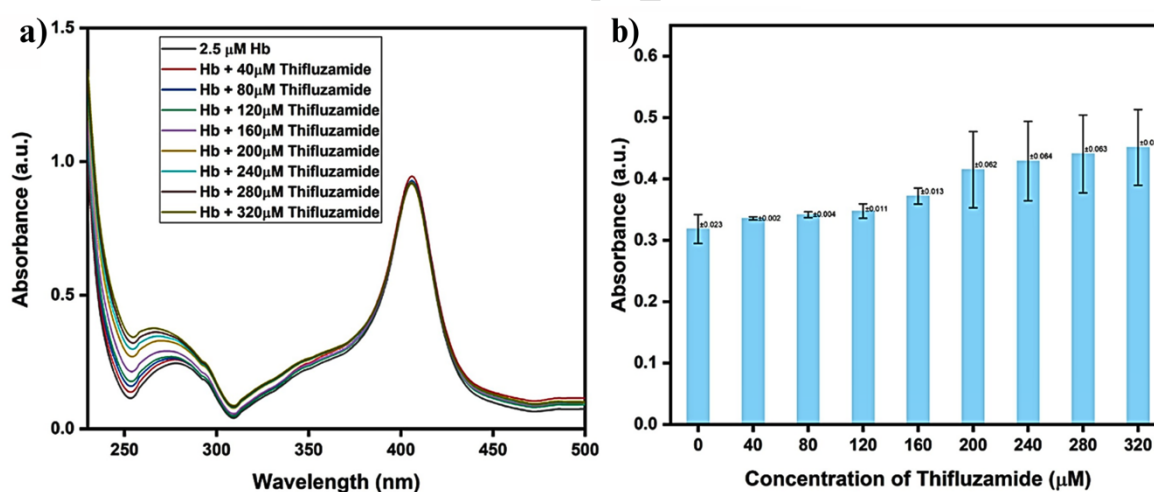 a)
1.5
1.0
0.5
0.0
Absorbance (a.u.)
2.5 μM Hb
Hb + 40μM Thifluzamide
Hb + 80μM Thifluzamide
Hb + 120μM Thifluzamide
Hb + 160μM Thifluzamide
Hb + 200μM Thifluzamide
Hb + 240μM Thifluzamide
Hb + 280μM Thifluzamide
Hb + 320μM Thifluzamide
250 300 350 400 450 500
Wavelength (nm)
b)
0.6
0.5
0.4
0.3
0.2
0.1
0.0
Absorbance (a.u.)
±0.023 ±0.002 ±0.004 ±0.011 ±0.013 ±0.062 ±0.064 ±0.063
0 40 80 120 160 200 240 280 320
Concentration of Thifluzamide (μM)